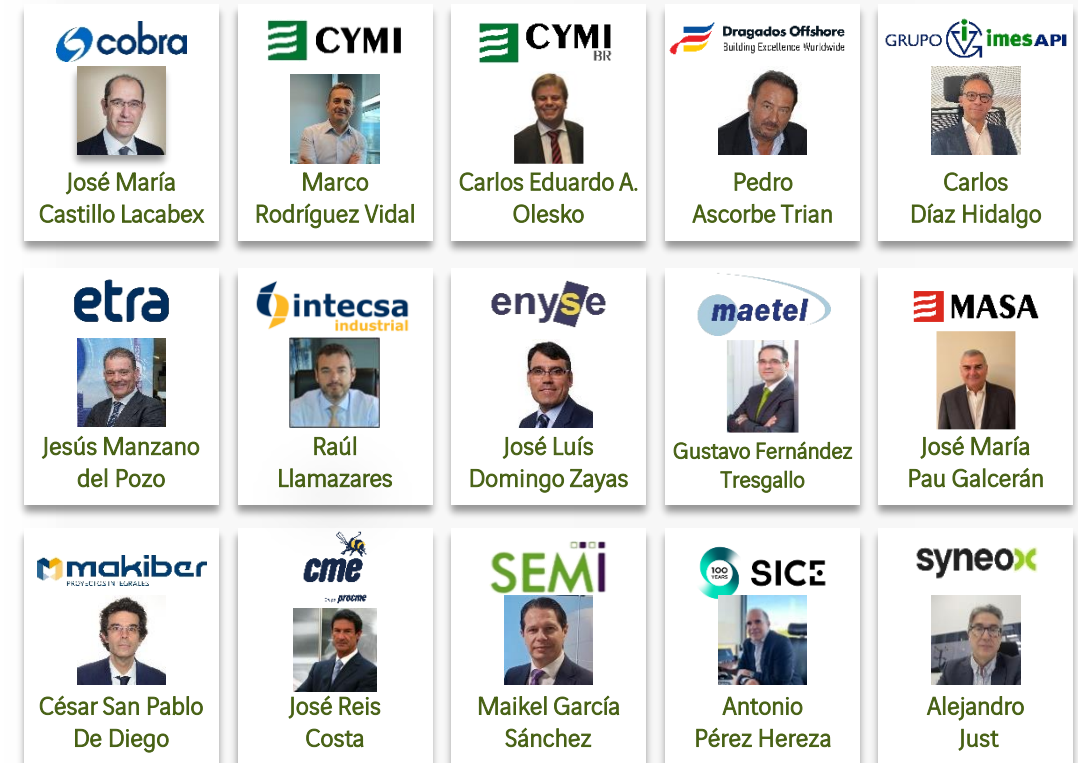 cobra
CYMI
CYMI
BR
Dragados Offshore
Building Excellence Worldwide
GRUPO imesAPI
José María
Castillo Lacabex
Marco
Rodríguez Vidal
Carlos Eduardo A.
Olesko
Pedro
Ascorbe Trian
Carlos
Díaz Hidalgo
etra
intecsa
industrial
enyse
maetel
MASA
Jesús Manzano
del Pozo
Raúl
Llamazares
José Luís
Domingo Zayas
Gustavo Fernández
Tresgallo
José María
Pau Galcerán
makiber
PROYECTOS INTEGRALES
cme
procme
SEMI
100
YEARS
SICE
syneox
César San Pablo
De Diego
José Reis
Costa
Maikel García
Sánchez
Antonio
Pérez Hereza
Alejandro
Just